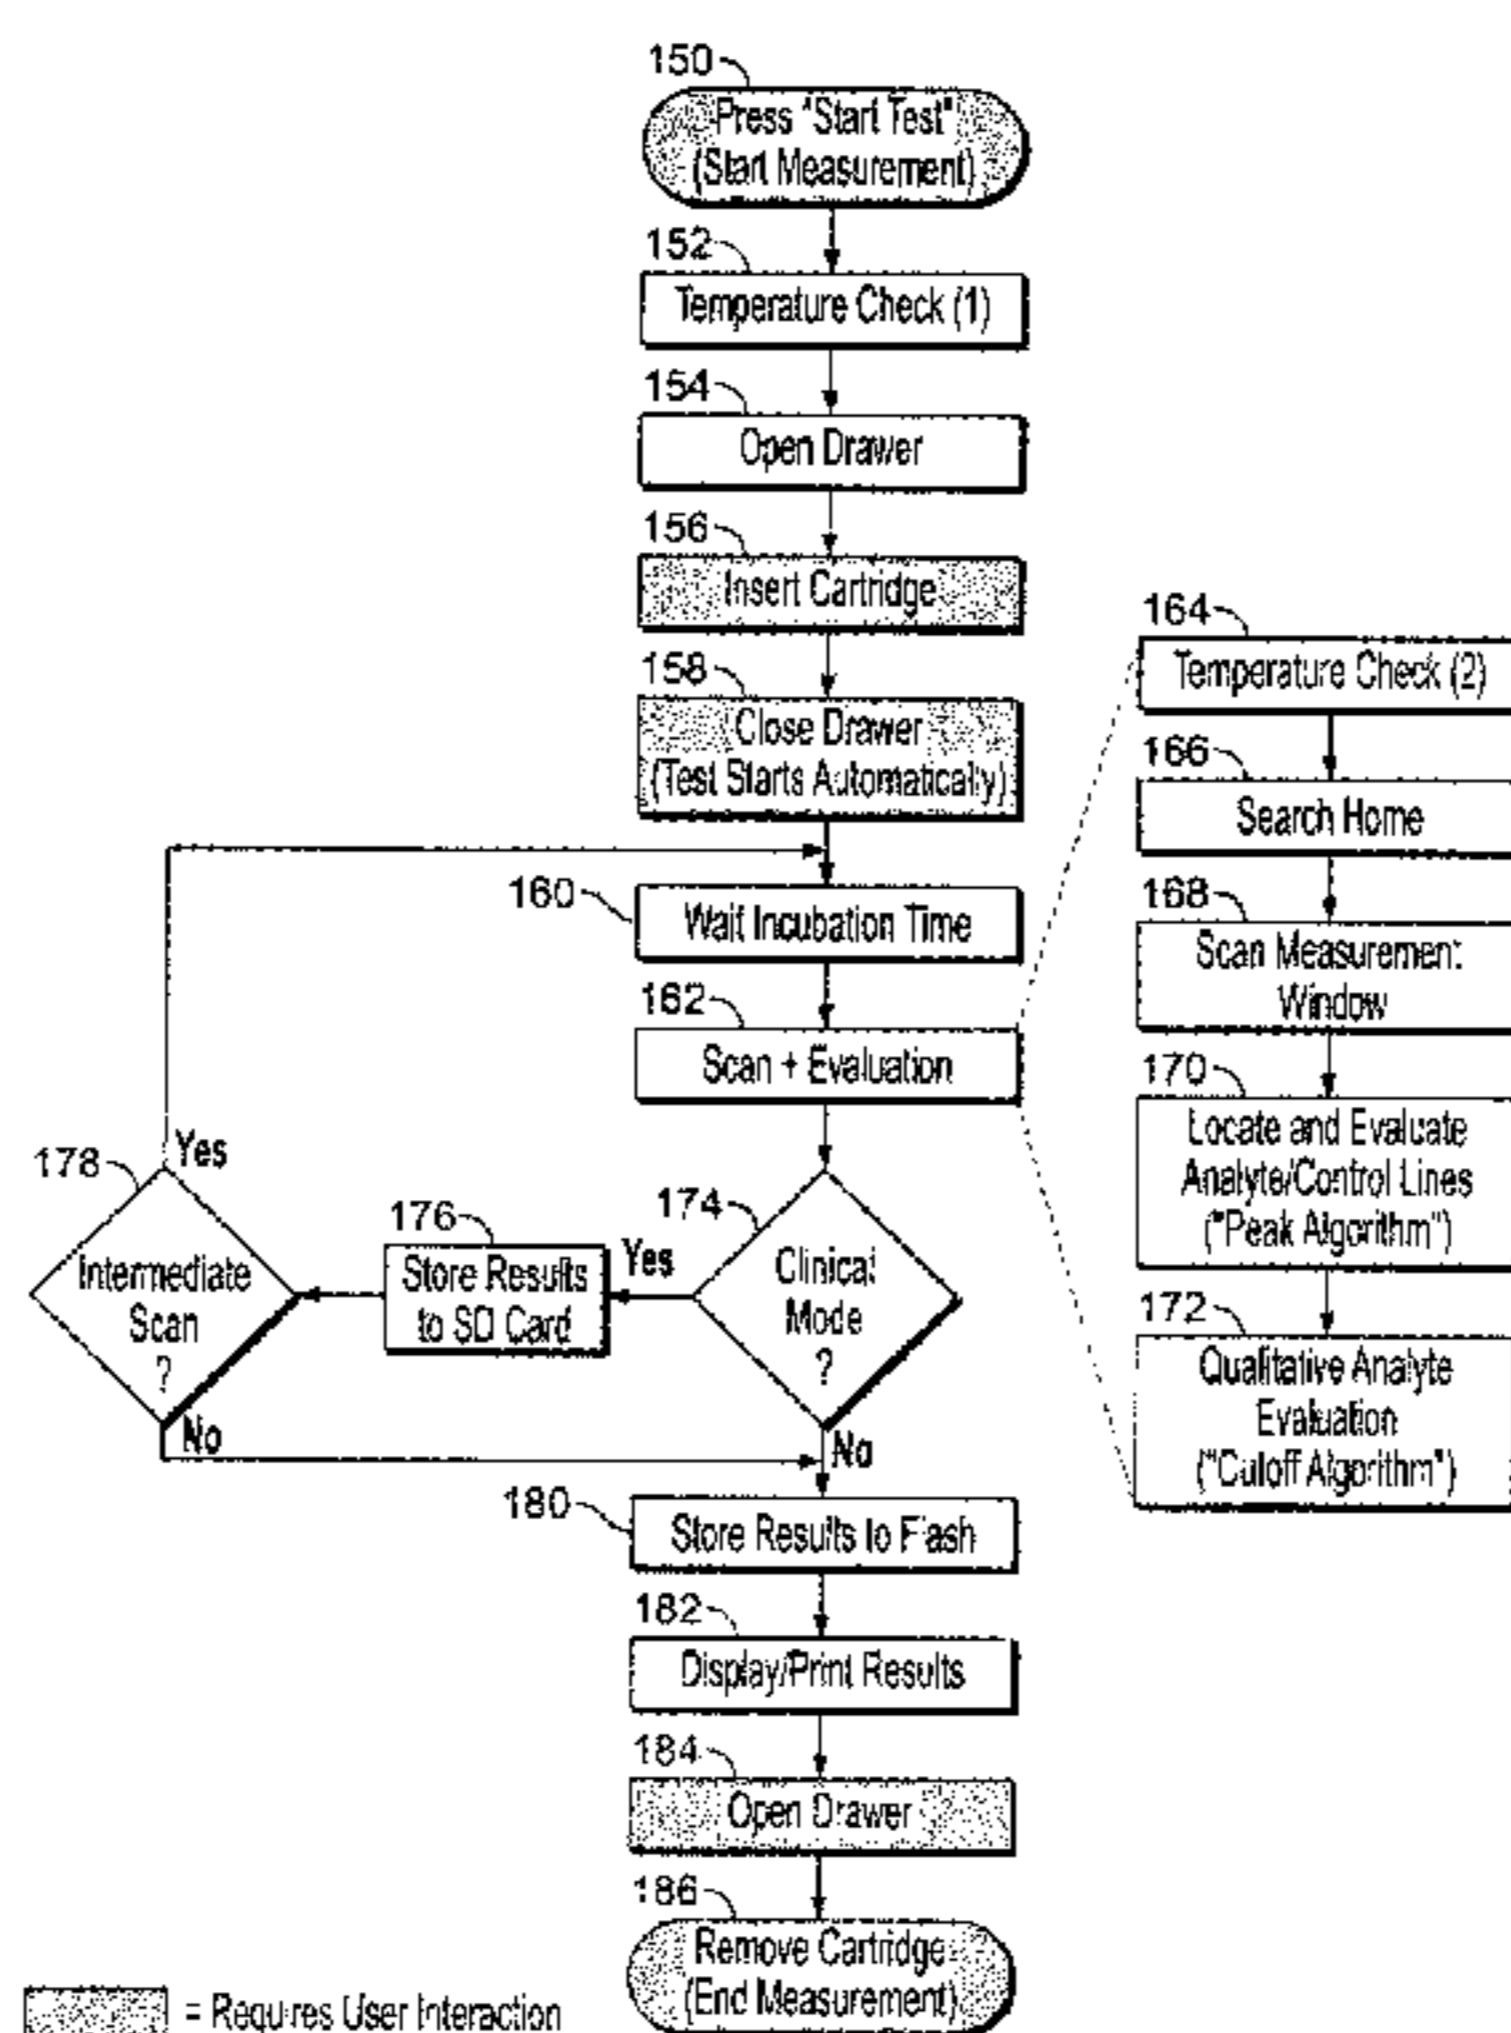 150
Press "Start Test"
(Start Measurement)
152
Temperature Check (1)
154
Open Drawer
156
Insert Cartridge
158
Close Drawer
(Test Starts Automatically)
160
Wait Incubation Time
162
Scan + Evaluation
164
Temperature Check (2)
166
Search Home
168
Scan Measurement
Window
170
Locate and Evaluate
Analyte/Control Lines
("Peak Algorithm")
172
Qualitative Analyte
Evaluation
("Cutoff Algorithm")
174
Clinical
Mode
?
Yes
No
176
Store Results
to SD Card
178
Intermediate
Scan
?
Yes
No
180
Store Results to Flash
182
Display/Print Results
184
Open Drawer
186
Remove Cartridge
(End Measurement)
= Requires User Interaction